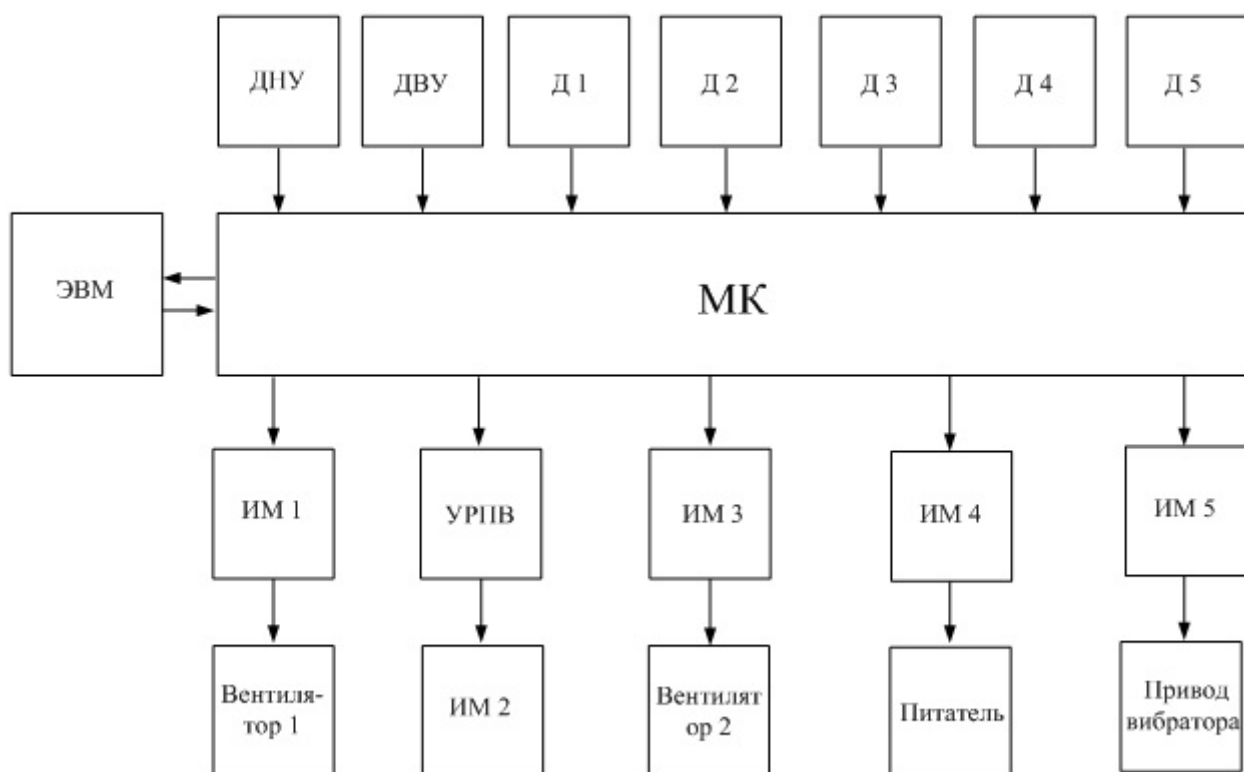 ДНУ
ДВУ
Д 1
Д 2
Д 3
Д 4
Д 5
ЭВМ
МК
ИМ 1
УРПВ
ИМ 3
ИМ 4
ИМ 5
Вентиля-
тор 1
ИМ 2
Вентилят
ор 2
Питатель
Привод
вибратора